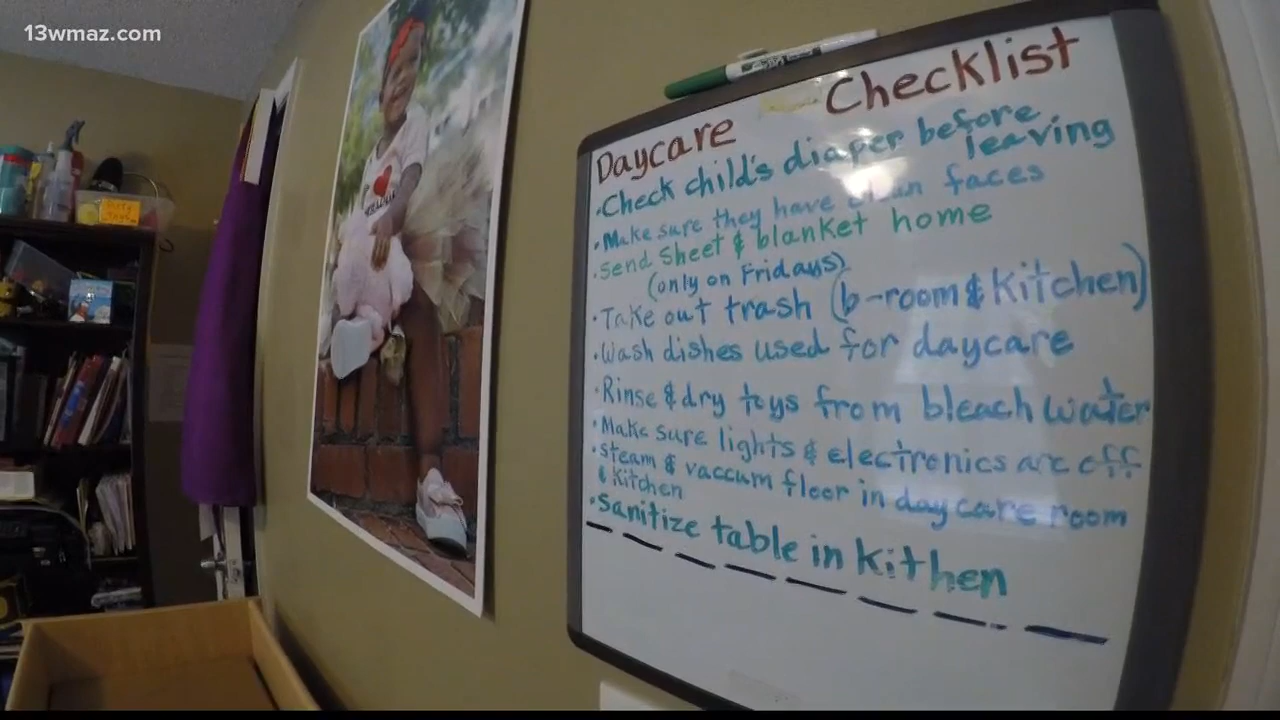 13wmaz.com
Daycare Checklist
•Check child's diaper before
leaving
•Make sure they have clean faces
•Send Sheet & blanket home
(only on Fridays)
•Take out trash (b-room & Kitchen)
•Wash dishes used for daycare
•Rinse & dry toys from bleach water
•Make sure lights & electronics are off
•Steam & vaccum floor in daycare room
& Kitchen
•Sanitize table in kithen
I